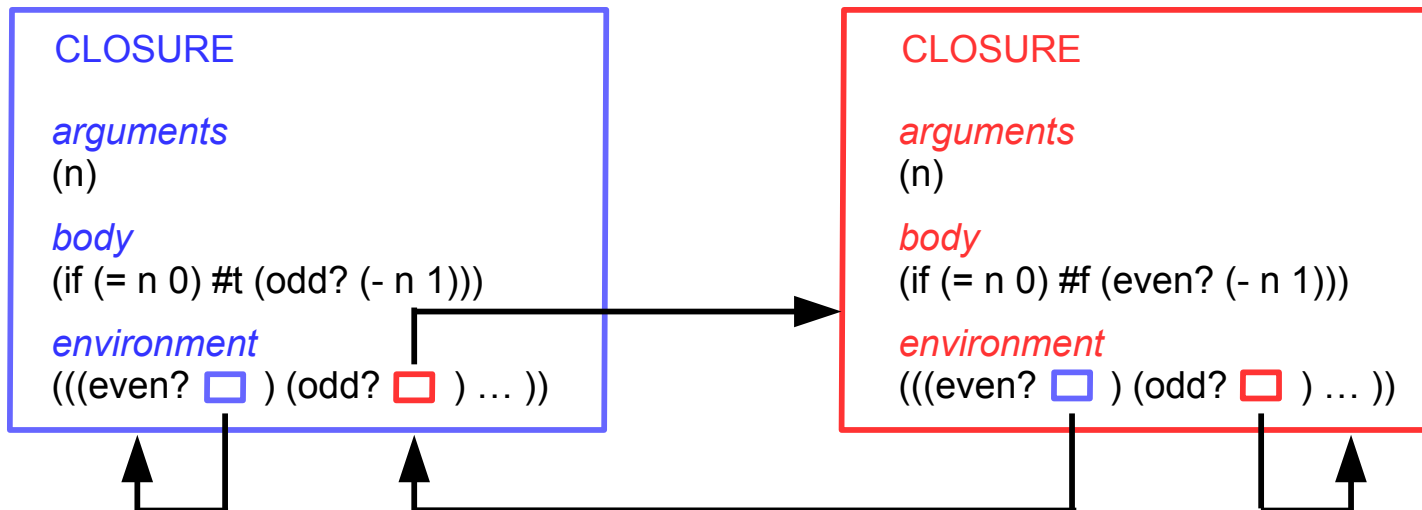 CLOSURE
arguments
(n)
body
(if (= n 0) #t (odd? (- n 1)))
environment
(((even? ) (odd? ) … ))
CLOSURE
arguments
(n)
body
(if (= n 0) #f (even? (- n 1)))
environment
(((even? ) (odd? ) … ))